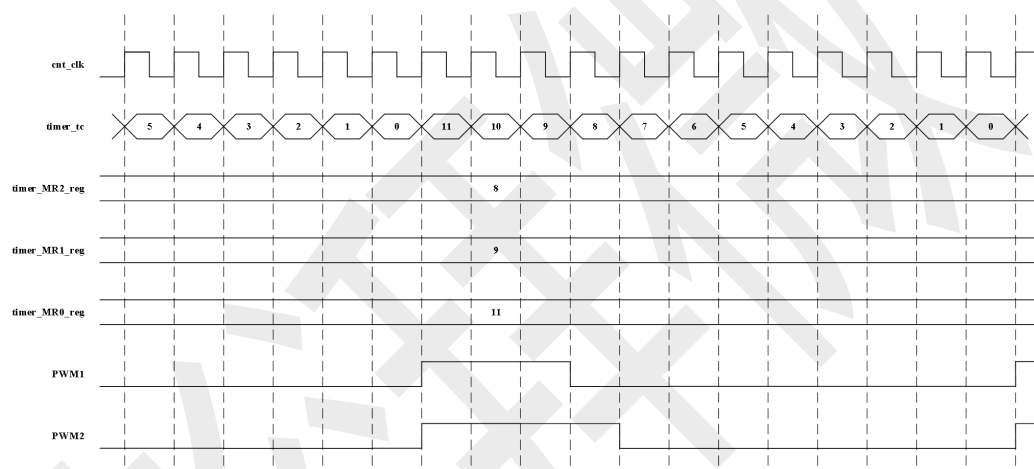 cnt_clk
timer_tc 5 4 3 2 1 0 11 10 9 8 7 6 5 4 3 2 1 0
timer_MR2_reg 8
timer_MR1_reg 9
timer_MR0_reg 11
PWM1
PWM2